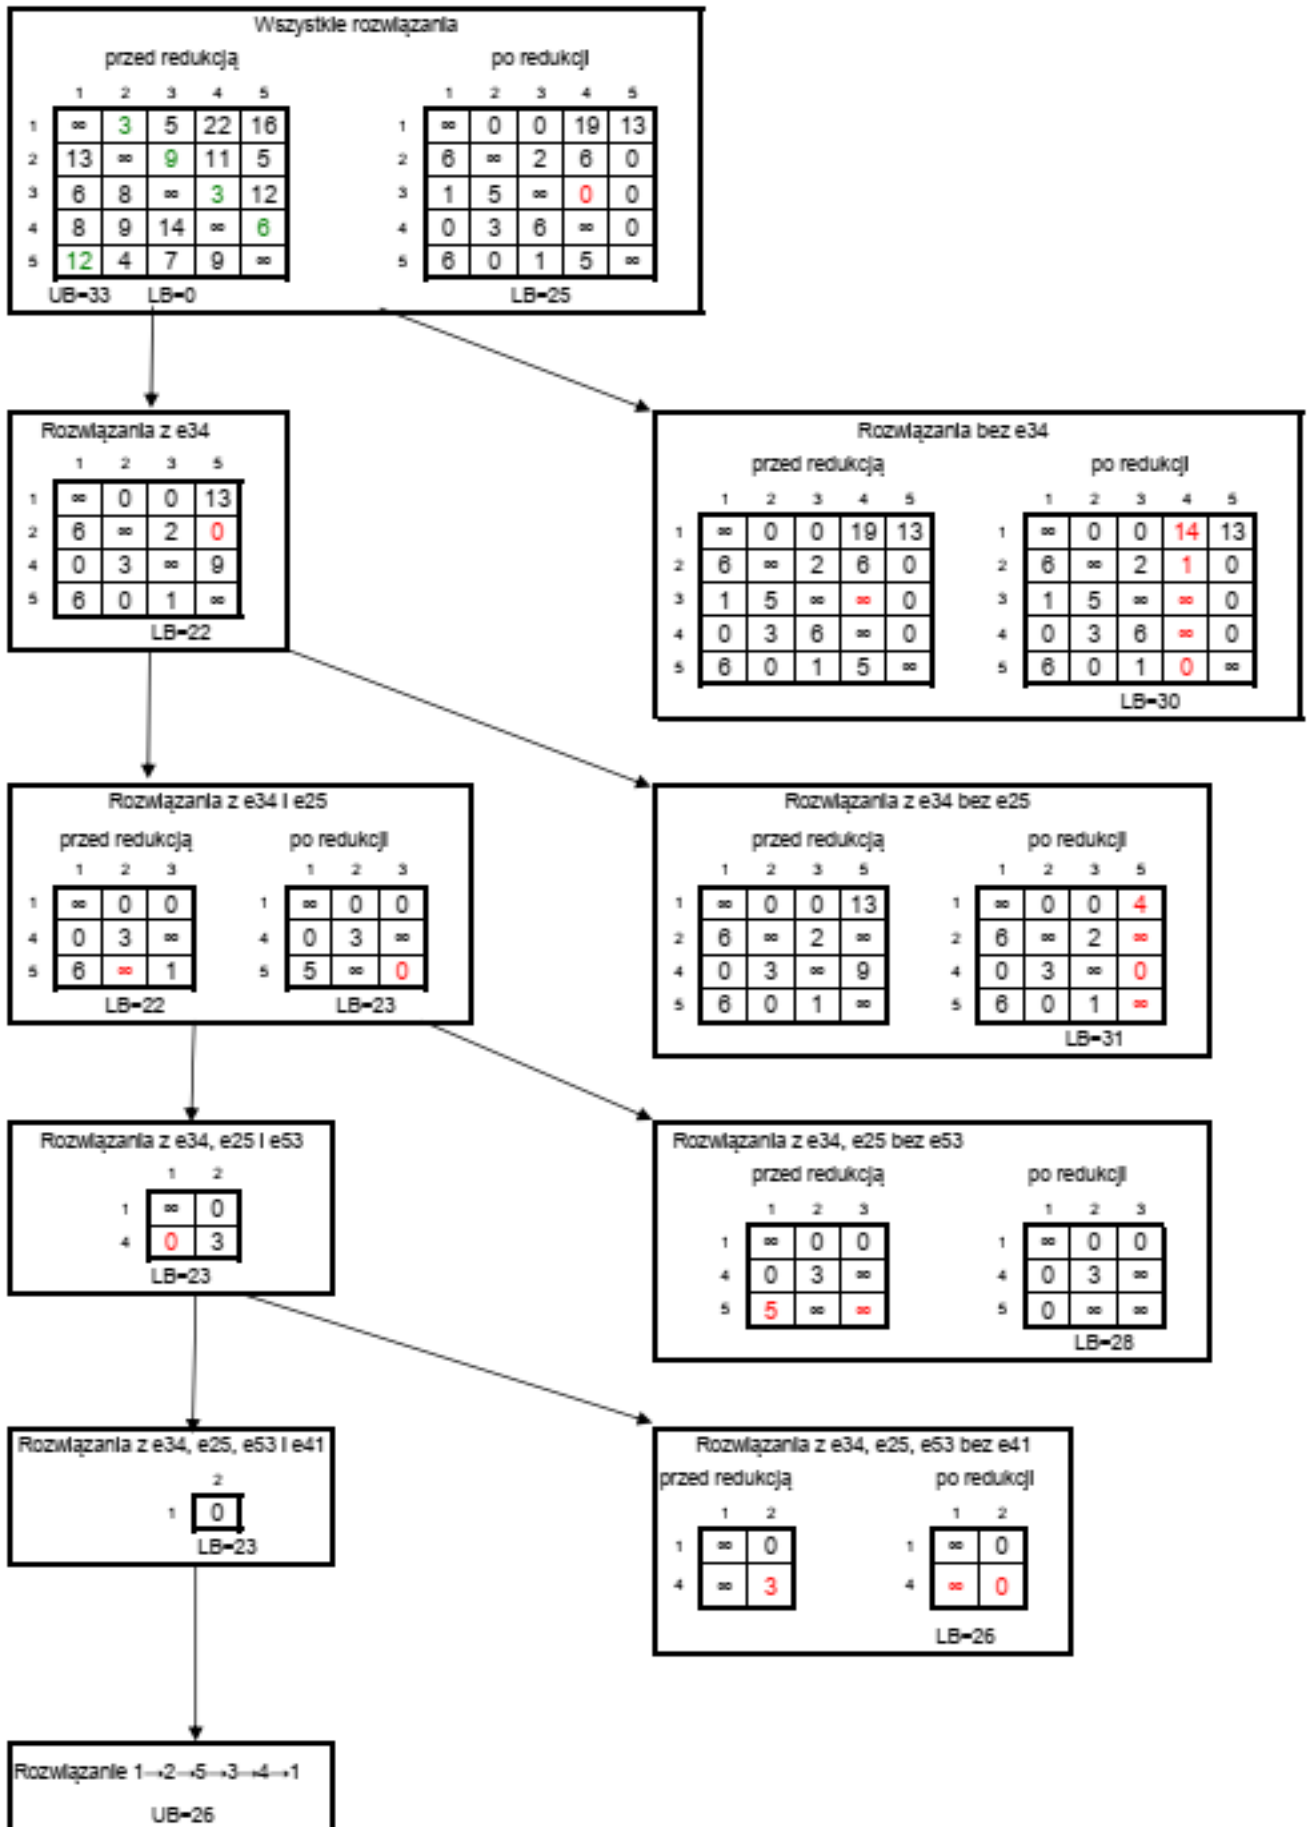 Wszystkie rozwiązania
przed redukcją po redukcji
1 2 3 4 5 1 2 3 4 5
1 ∞ 3 5 22 16 1 ∞ 0 0 19 13
2 13 ∞ 9 11 5 2 6 ∞ 2 6 0
3 6 8 ∞ 3 12 3 1 5 ∞ 0 0
4 8 9 14 ∞ 6 4 0 3 6 ∞ 0
5 12 4 7 9 ∞ 5 6 0 1 5 ∞
UB=33 LB=0 LB=25
Rozwiązania z e34
1 2 3 5
1 ∞ 0 0 13
2 6 ∞ 2 0
4 0 3 ∞ 9
5 6 0 1 ∞
LB=22
Rozwiązania bez e34
przed redukcją po redukcji
1 2 3 4 5 1 2 3 4 5
1 ∞ 0 0 19 13 1 ∞ 0 0 14 13
2 6 ∞ 2 6 0 2 6 ∞ 2 1 0
3 1 5 ∞ ∞ 0 3 1 5 ∞ ∞ 0
4 0 3 6 ∞ 0 4 0 3 6 ∞ 0
5 6 0 1 5 ∞ 5 6 0 1 0 ∞
LB=30
Rozwiązania z e34 i e25
przed redukcją po redukcji
1 2 3 1 2 3
1 ∞ 0 0 1 ∞ 0 0
4 0 3 ∞ 4 0 3 ∞
5 6 ∞ 1 5 5 ∞ 0
LB=22 LB=23
Rozwiązania z e34 bez e25
przed redukcją po redukcji
1 2 3 5 1 2 3 5
1 ∞ 0 0 13 1 ∞ 0 0 4
2 6 ∞ 2 ∞ 2 6 ∞ 2 ∞
4 0 3 ∞ 9 4 0 3 ∞ 0
5 6 0 1 ∞ 5 6 0 1 ∞
LB=31
Rozwiązania z e34, e25 i e53
1 2
1 ∞ 0
4 0 3
LB=23
Rozwiązania z e34, e25 bez e53
przed redukcją po redukcji
1 2 3 1 2 3
1 ∞ 0 0 1 ∞ 0 0
4 0 3 ∞ 4 0 3 ∞
5 5 ∞ ∞ 5 0 ∞ ∞
LB=28
Rozwiązania z e34, e25, e53 i e41
2
1 0
LB=23
Rozwiązania z e34, e25, e53 bez e41
przed redukcją po redukcji
1 2 1 2
1 ∞ 0 1 ∞ 0
4 ∞ 3 4 ∞ 0
LB=26
Rozwiązanie 1→2→5→3→4→1
UB=26